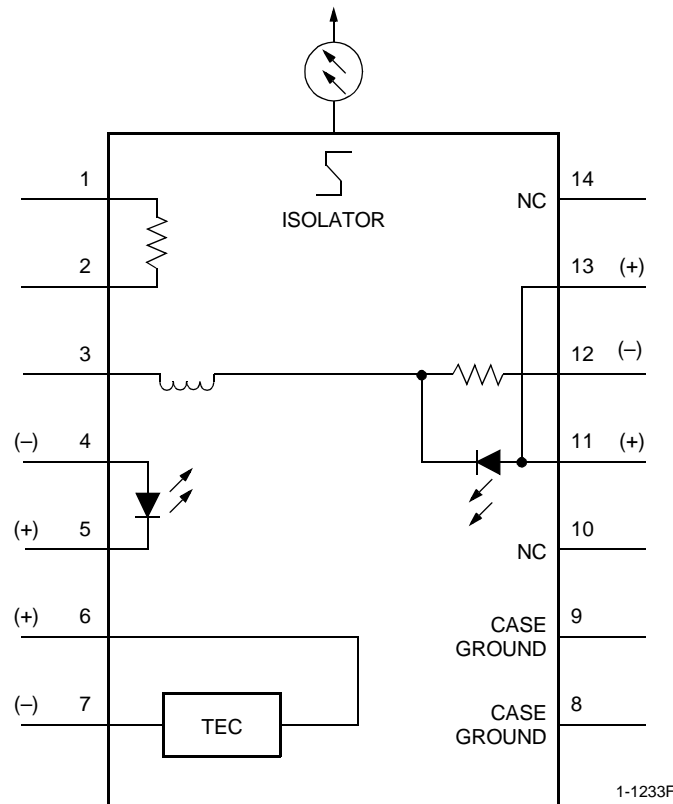 ISOLATOR
1
2
3
(–) 4
(+) 5
(+) 6
(–) 7
TEC
NC 14
13 (+)
12 (–)
11 (+)
NC 10
CASE
GROUND 9
CASE
GROUND 8
1-1233F